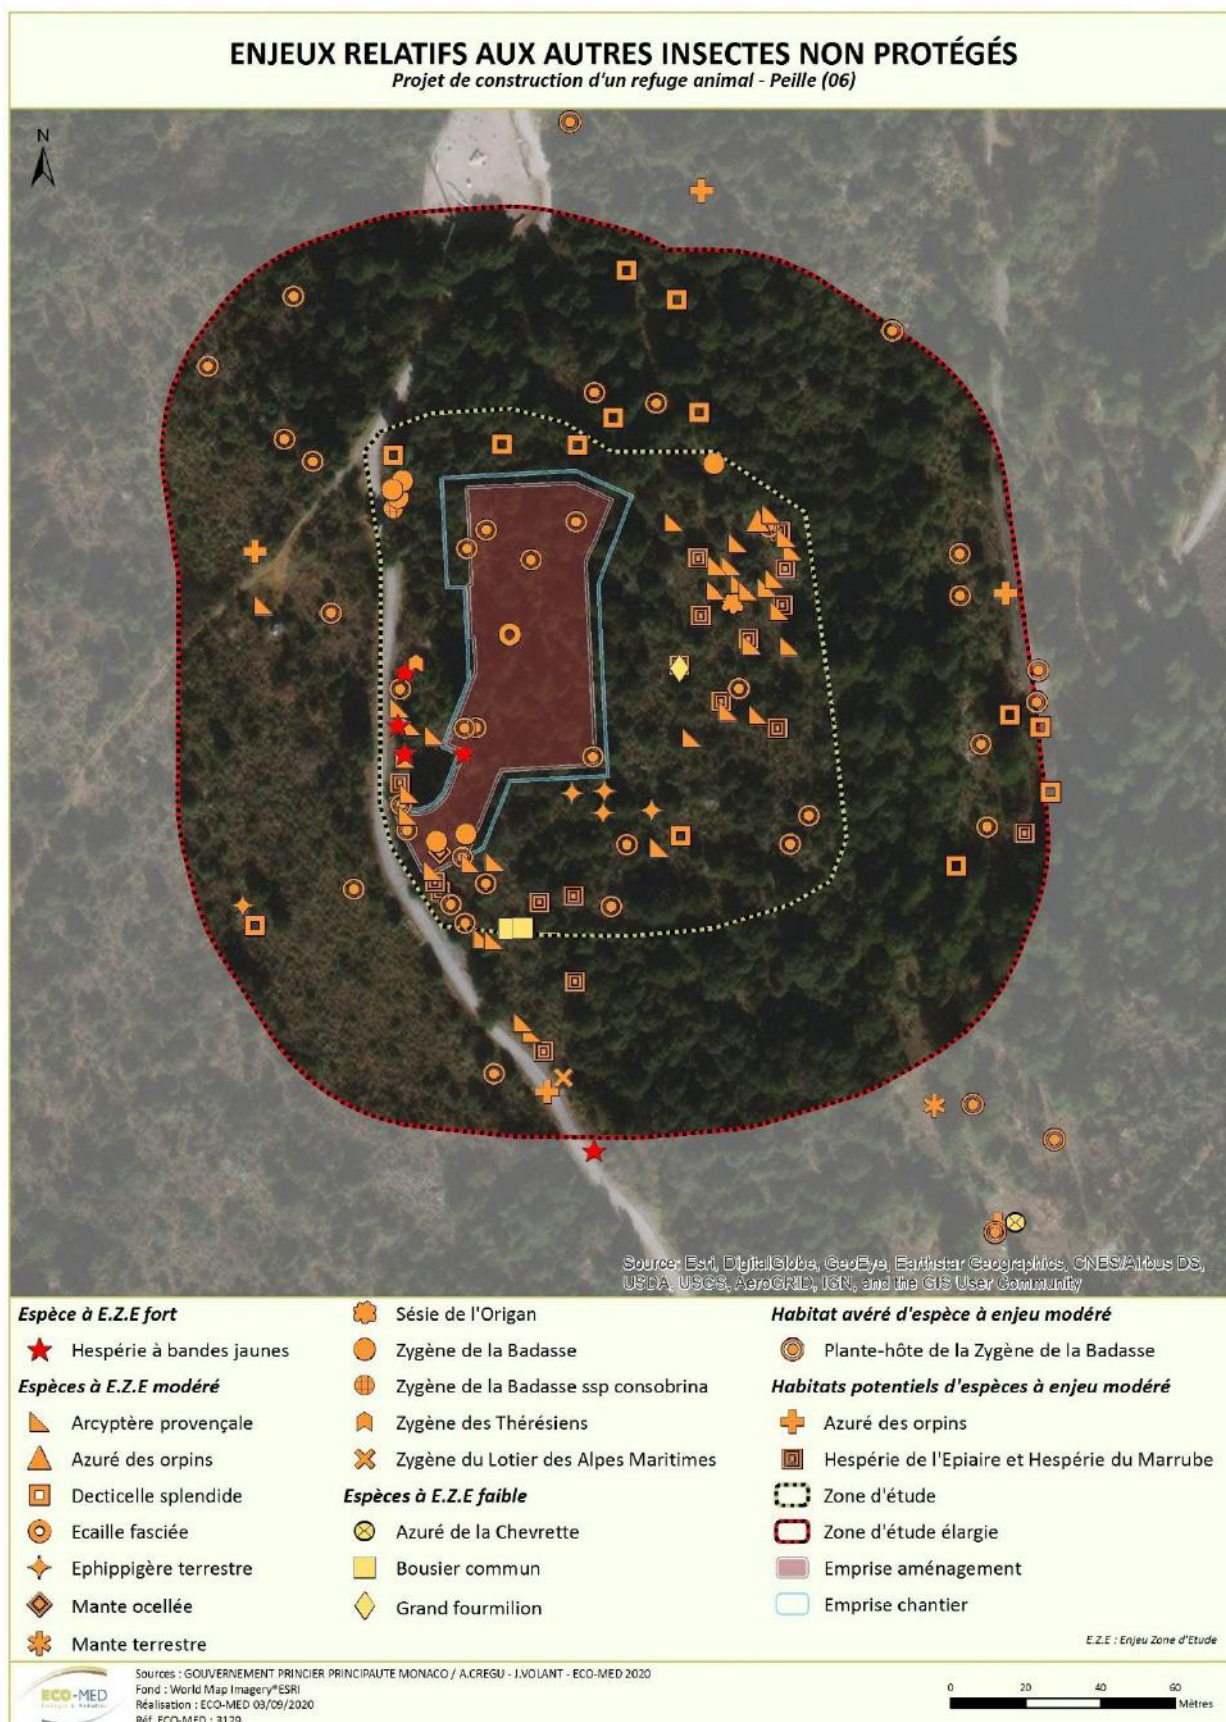 ENJEUX RELATIFS AUX AUTRES INSECTES NON PROTÉGÉS
Projet de construction d'un refuge animal - Peille (06)
N
Source: Esri, DigitalGlobe, GeoEye, Earthstar Geographics, CNES/Airbus DS,
USDA, USGS, AeroGRID, IGN, and the GIS User Community
Espèce à E.Z.E fort
Hespérie à bandes jaunes
Espèces à E.Z.E modéré
Arcyptère provençale
Azuré des orpins
Decticelle splendide
Ecaille fasciée
Ephippigère terrestre
Mante ocellée
Mante terrestre
Sésie de l'Origan
Zygène de la Badasse
Zygène de la Badasse ssp consobrina
Zygène des Thérésiens
Zygène du Lotier des Alpes Maritimes
Espèces à E.Z.E faible
Azuré de la Chevrette
Bousier commun
Grand fourmilion
Habitat avéré d'espèce à enjeu modéré
Plante-hôte de la Zygène de la Badasse
Habitats potentiels d'espèces à enjeu modéré
Azuré des orpins
Hespérie de l'Epiaire et Hespérie du Marrube
Zone d'étude
Zone d'étude élargie
Emprise aménagement
Emprise chantier
E.Z.E : Enjeu Zone d'Etude
ECO-MED
Sources : GOUVERNEMENT PRINCIER PRINCIPAUTE MONACO / A.CREGU - J.VOLANT - ECO-MED 2020
Fond : World Map Imagery®ESRI
Réalisation : ECO-MED 03/09/2020
Réf. ECO-MED : 3129
0 20 40 60
Mètres